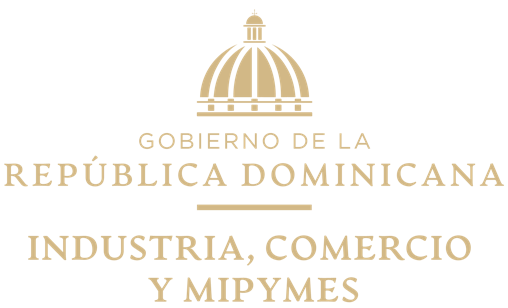 GOBIERNO DE LA
REPÚBLICA DOMINICANA
INDUSTRIA, COMERCIO
Y MIPYMES